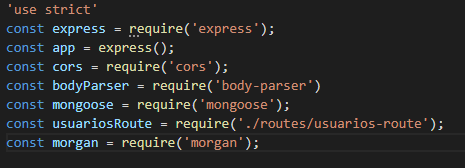 'use strict'
const express = require('express');
const app = express();
const cors = require('cors');
const bodyParser = require('body-parser')
const mongoose = require('mongoose');
const usuariosRoute = require('./routes/usuarios-route');
const morgan = require('morgan');